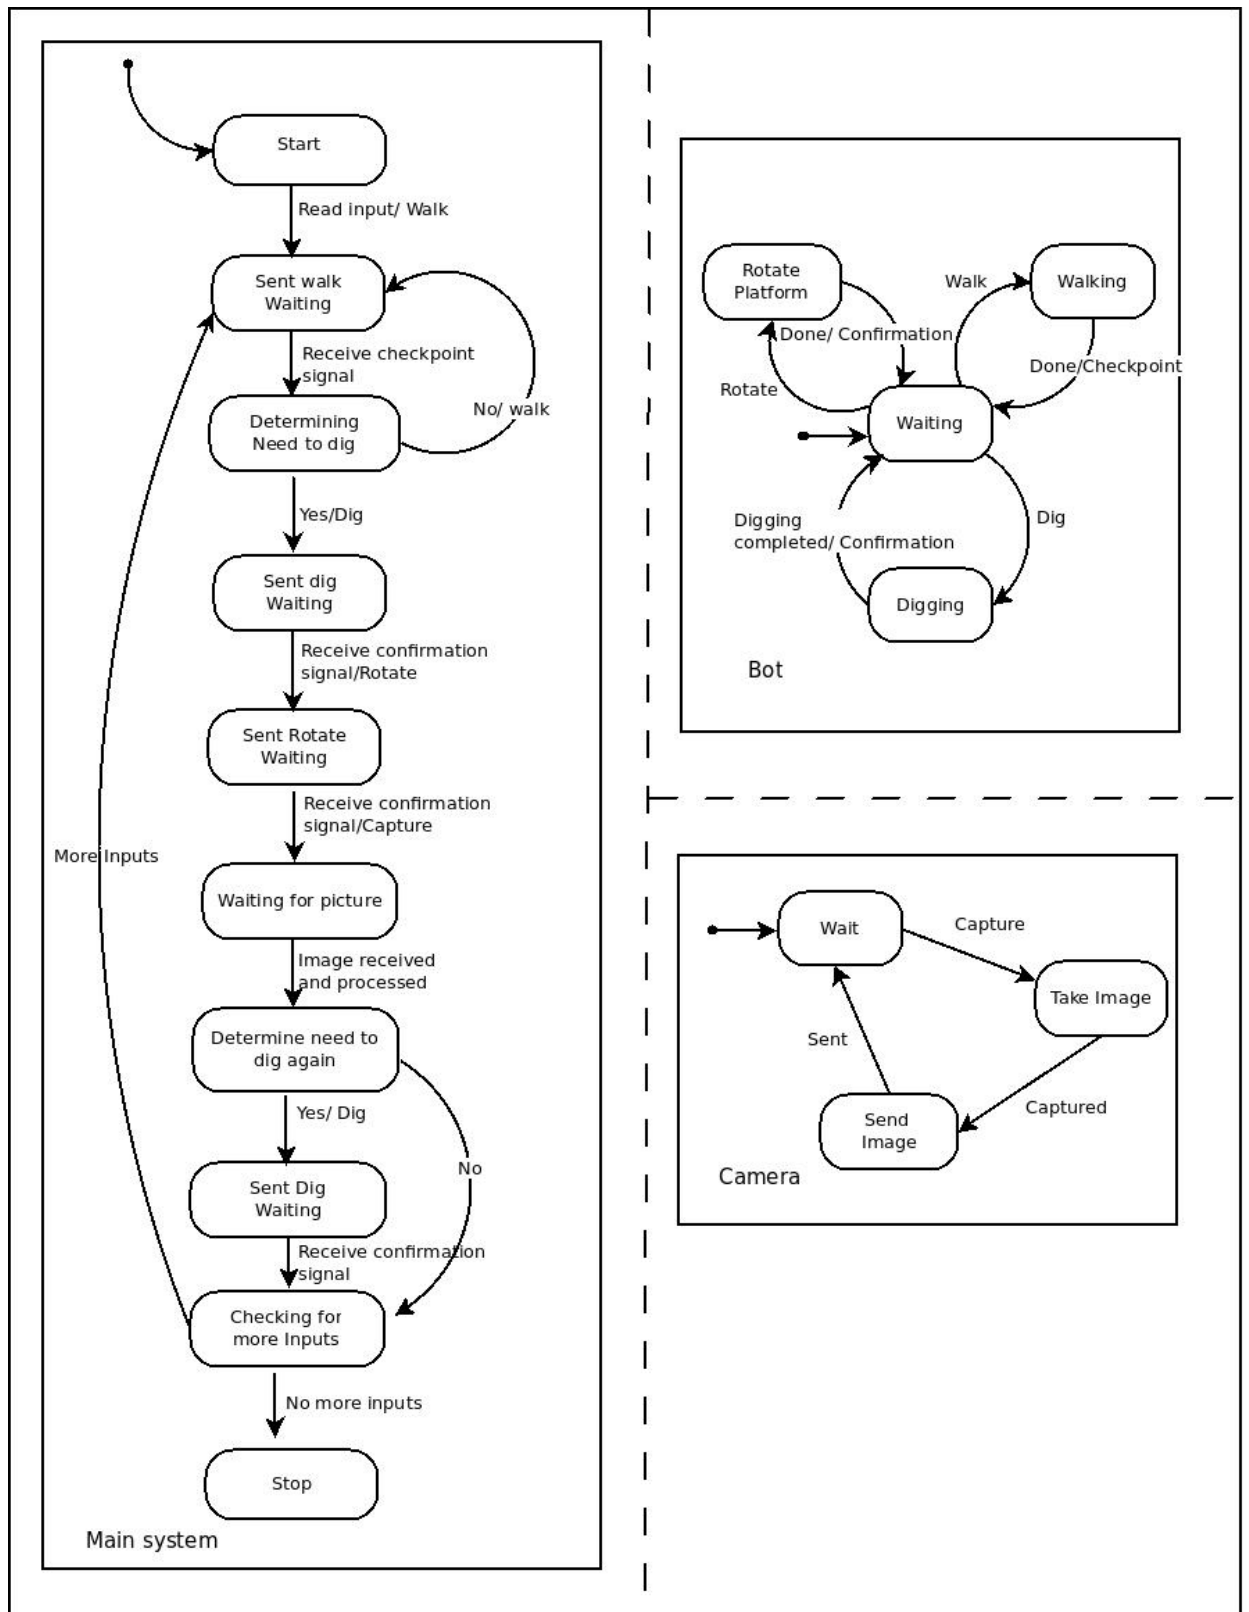 Start
Read input/ Walk
Sent walk
Waiting
Receive checkpoint
signal
No/ walk
Determining
Need to dig
Yes/Dig
Sent dig
Waiting
Receive confirmation
signal/Rotate
Sent Rotate
Waiting
Receive confirmation
signal/Capture
More Inputs
Waiting for picture
Image received
and processed
Determine need to
dig again
Yes/ Dig
No
Sent Dig
Waiting
Receive confirmation
signal
Checking for
more Inputs
No more inputs
Stop
Main system
Rotate
Platform
Walk
Walking
Done/ Confirmation
Done/Checkpoint
Rotate
Waiting
Digging
completed/ Confirmation
Dig
Digging
Bot
Wait
Capture
Take Image
Sent
Captured
Send
Image
Camera